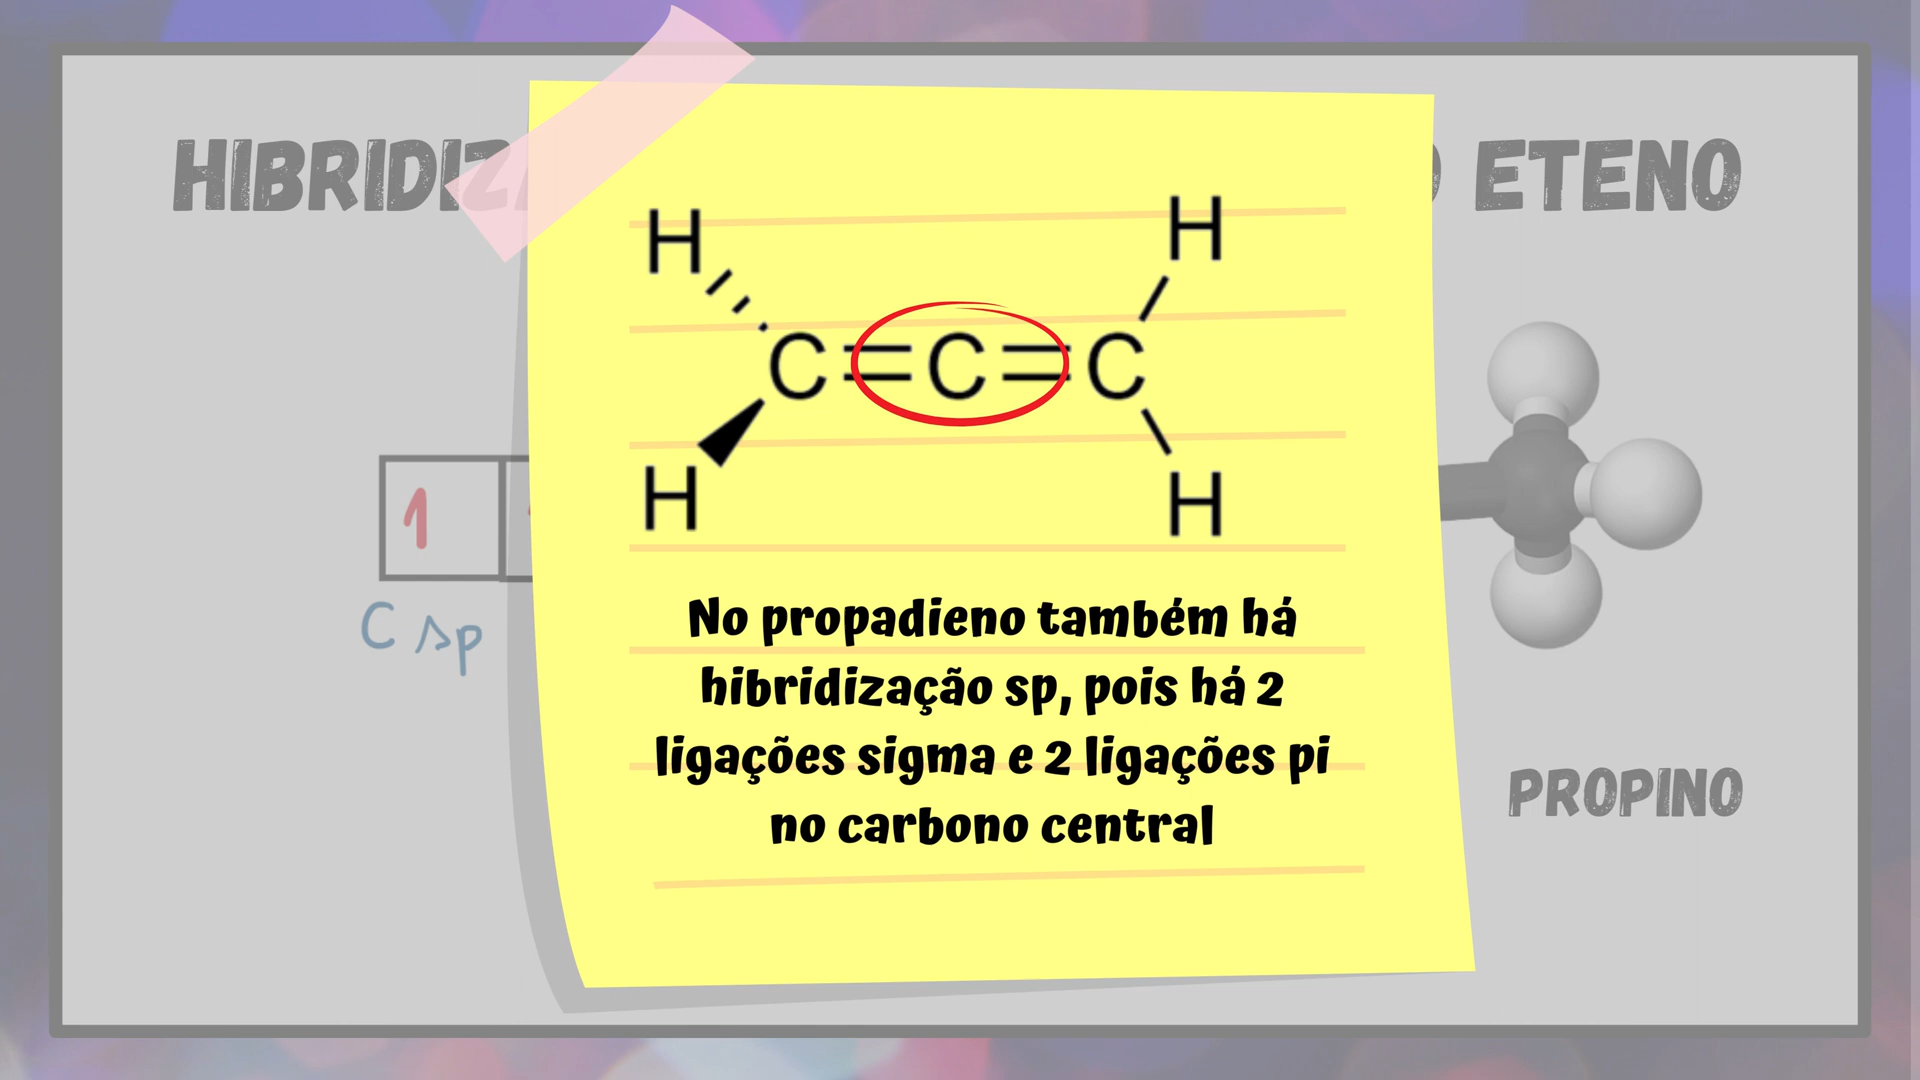 ETENO
H H
C=C=C
H H
1
C sp
No propadieno também há
hibridização sp, pois há 2
ligações sigma e 2 ligações pi
no carbono central
PROPINO